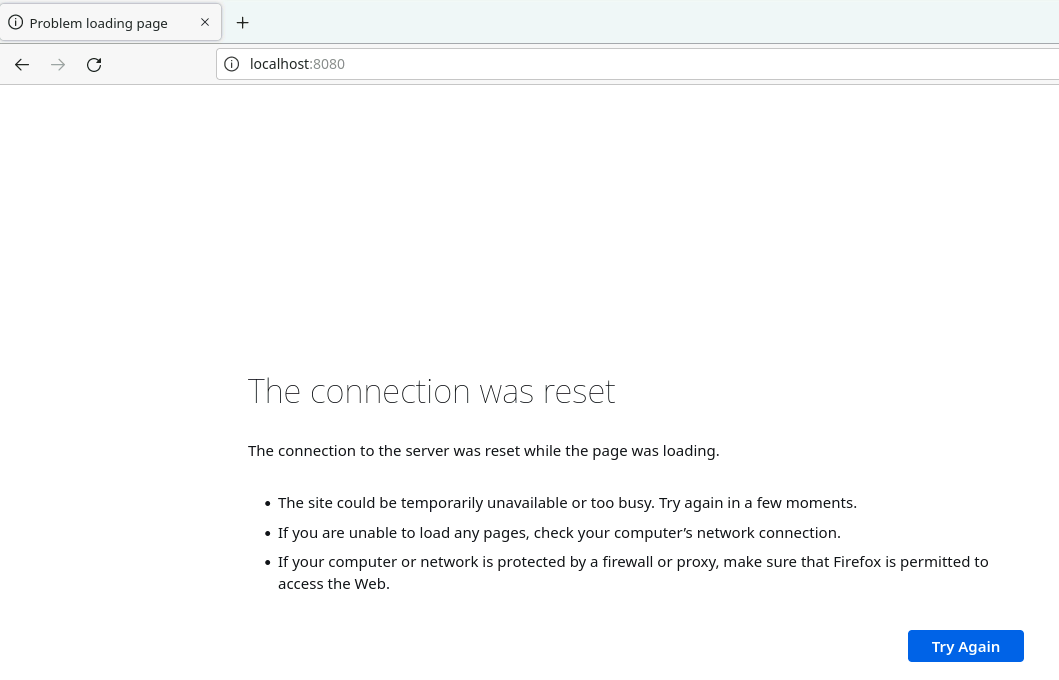 Problem loading page
localhost:8080
The connection was reset
The connection to the server was reset while the page was loading.
• The site could be temporarily unavailable or too busy. Try again in a few moments.
• If you are unable to load any pages, check your computer’s network connection.
• If your computer or network is protected by a firewall or proxy, make sure that Firefox is permitted to
access the Web.
Try Again